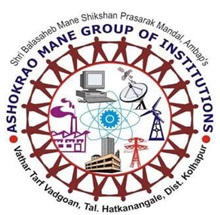 Shri Balasaheb Mane Shikshan Prasarak Mandal, Ambap's
ASHOKRAO MANE GROUP OF INSTITUTIONS
Vathar Tarf Vadgoan, Tal. Hatkanangale, Dist. Kolhapur